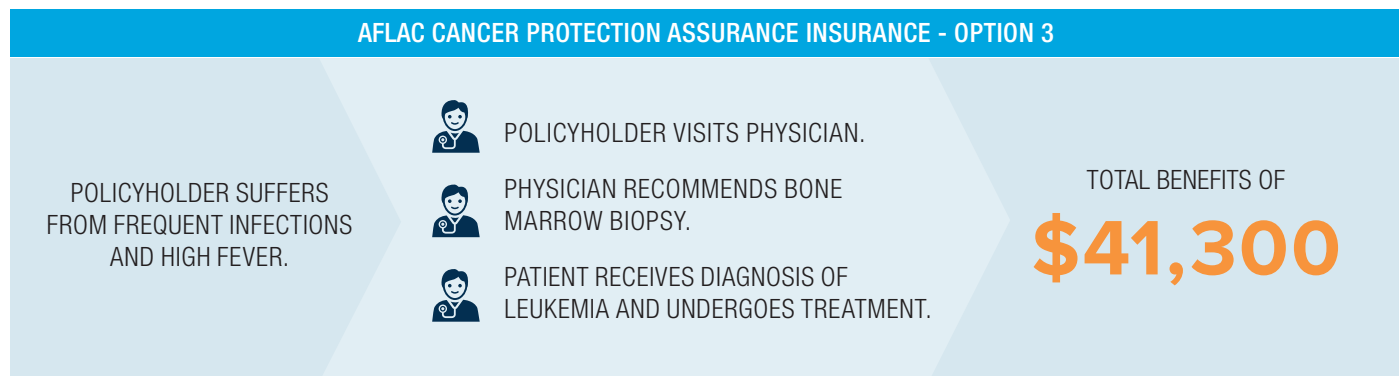 AFLAC CANCER PROTECTION ASSURANCE INSURANCE - OPTION 3
POLICYHOLDER SUFFERS
FROM FREQUENT INFECTIONS
AND HIGH FEVER.
POLICYHOLDER VISITS PHYSICIAN.
PHYSICIAN RECOMMENDS BONE
MARROW BIOPSY.
PATIENT RECEIVES DIAGNOSIS OF
LEUKEMIA AND UNDERGOES TREATMENT.
TOTAL BENEFITS OF
$41,300